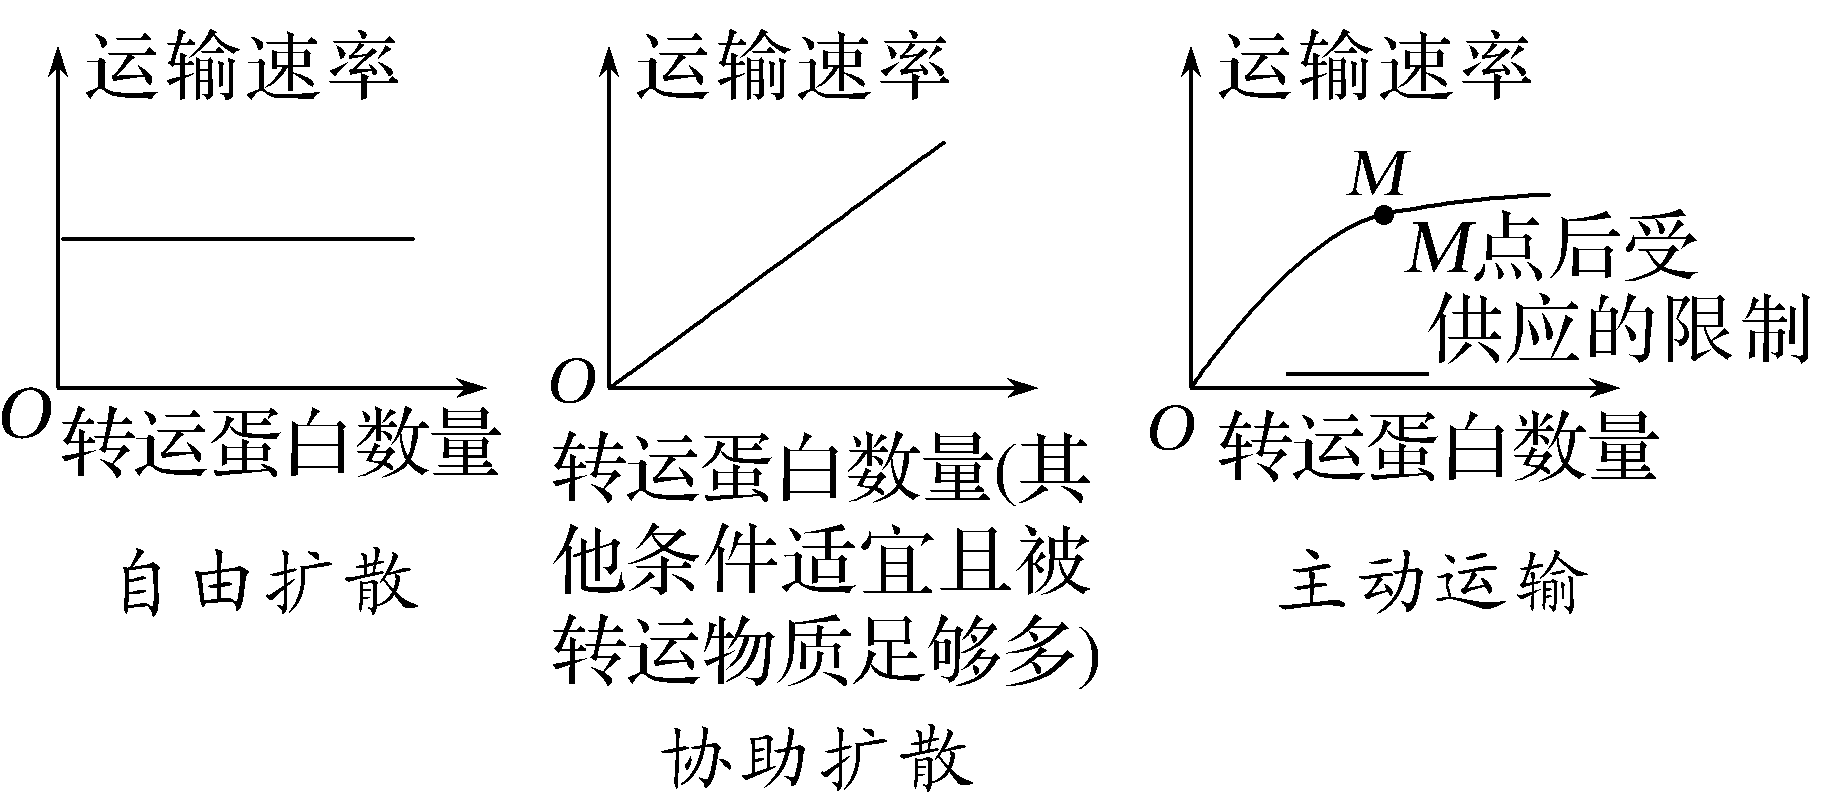 运输速率
O
转运蛋白数量
自由扩散
运输速率
O
转运蛋白数量(其
他条件适宜且被
转运物质足够多)
协助扩散
运输速率
M
M点后受
供应的限制
O
转运蛋白数量
主动运输